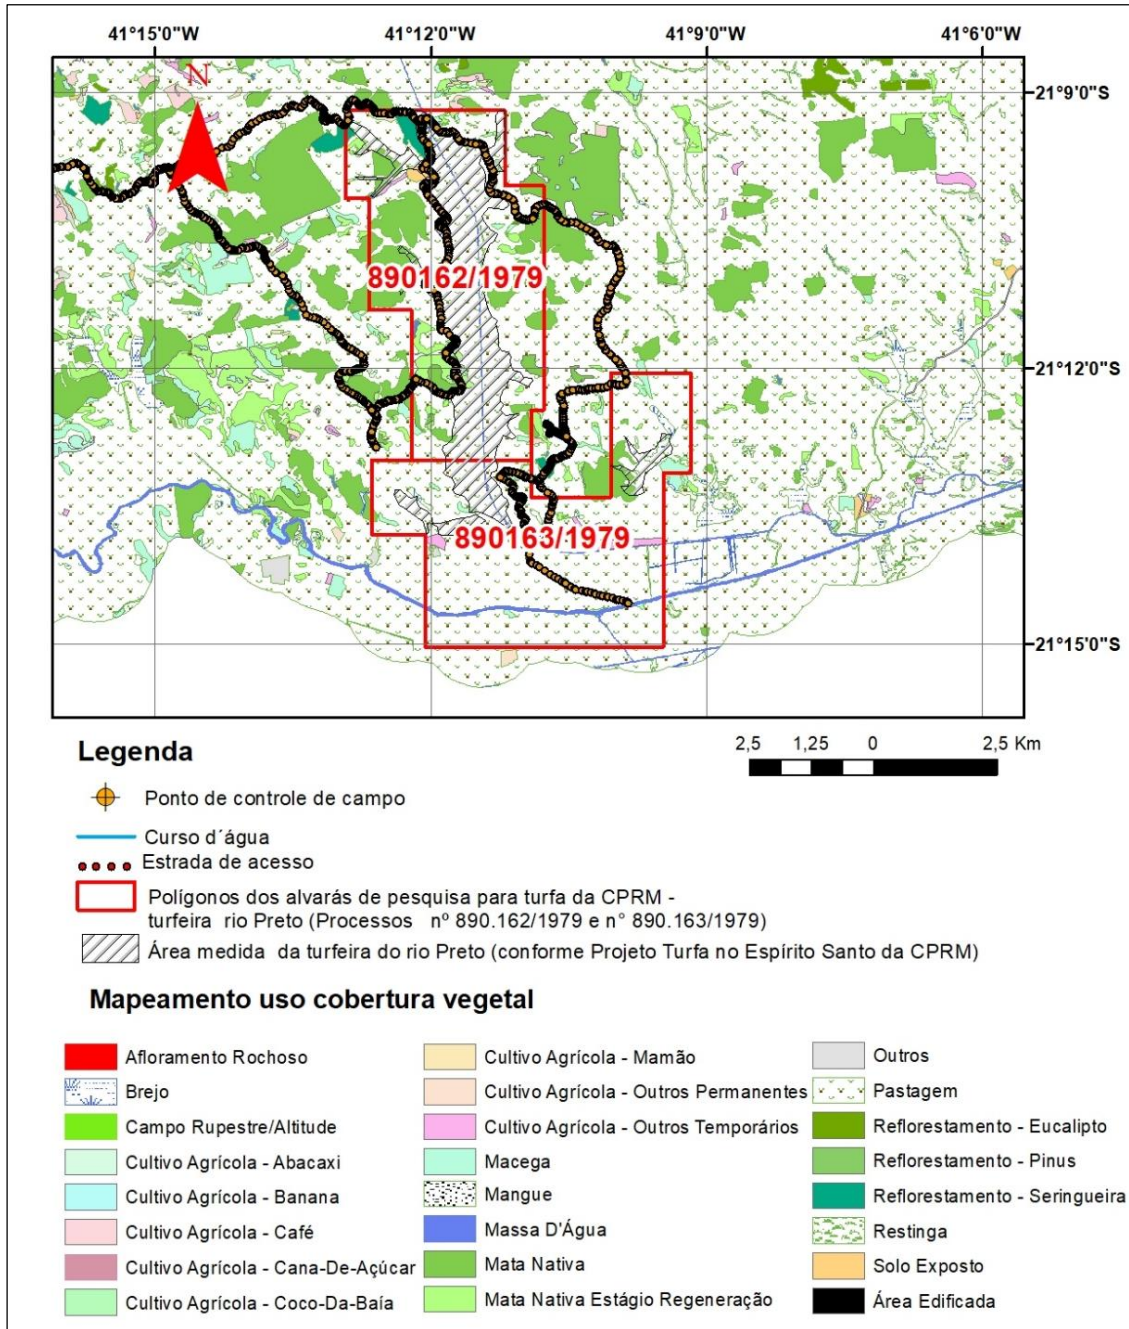 41°15'0"W 41°12'0"W 41°9'0"W 41°6'0"W
N
21°9'0"S
890162/1979
21°12'0"S
890163/1979
21°15'0"S
Legenda
2,5 1,25 0 2,5 Km
Ponto de controle de campo
Curso d´água
Estrada de acesso
Polígonos dos alvarás de pesquisa para turfa da CPRM -
turfeira rio Preto (Processos nº 890.162/1979 e n° 890.163/1979)
Área medida da turfeira do rio Preto (conforme Projeto Turfa no Espírito Santo da CPRM)
Mapeamento uso cobertura vegetal
Afloramento Rochoso
Brejo
Campo Rupestre/Altitude
Cultivo Agrícola - Abacaxi
Cultivo Agrícola - Banana
Cultivo Agrícola - Café
Cultivo Agrícola - Cana-De-Açúcar
Cultivo Agrícola - Coco-Da-Baía
Cultivo Agrícola - Mamão
Cultivo Agrícola - Outros Permanentes
Cultivo Agrícola - Outros Temporários
Macega
Mangue
Massa D'Água
Mata Nativa
Mata Nativa Estágio Regeneração
Outros
Pastagem
Reflorestamento - Eucalipto
Reflorestamento - Pinus
Reflorestamento - Seringueira
Restinga
Solo Exposto
Área Edificada